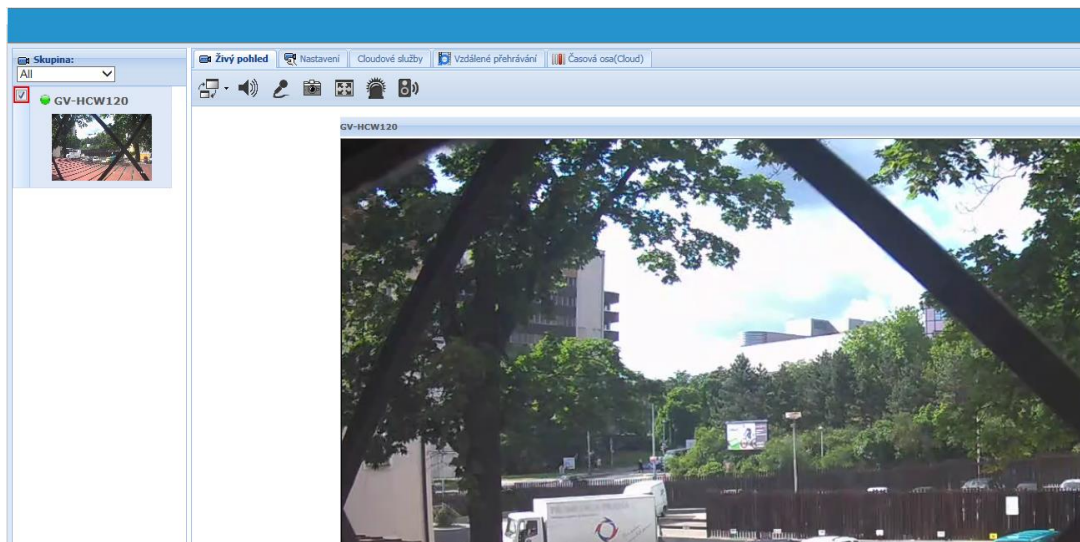 Skupina:
All
GV-HCW120
Živý pohled
Nastavení
Cloudové služby
Vzdálené přehrávání
Časová osa(Cloud)
GV-HCW120